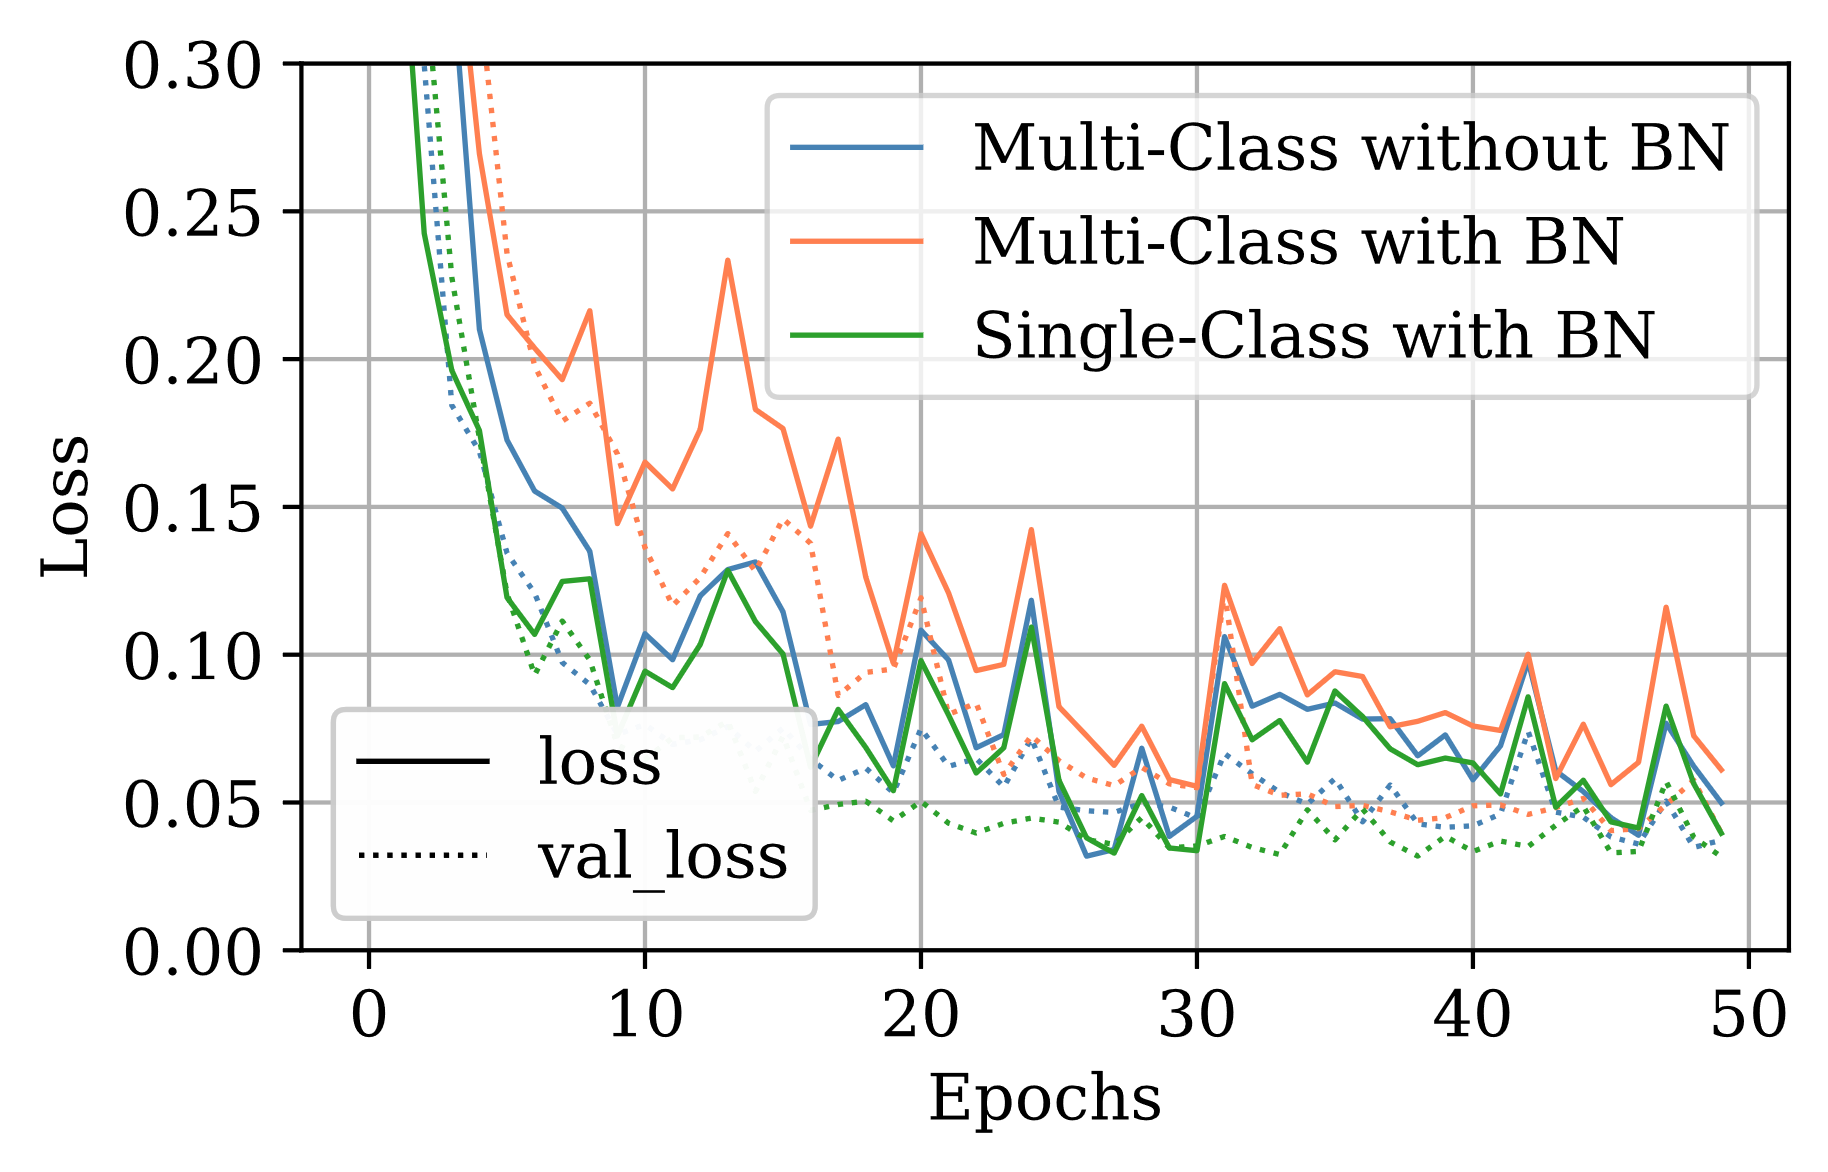 0.30
0.25
0.20
0.15
0.10
0.05
0.00
Loss
Multi-Class without BN
Multi-Class with BN
Single-Class with BN
loss
val_loss
0 10 20 30 40 50
Epochs